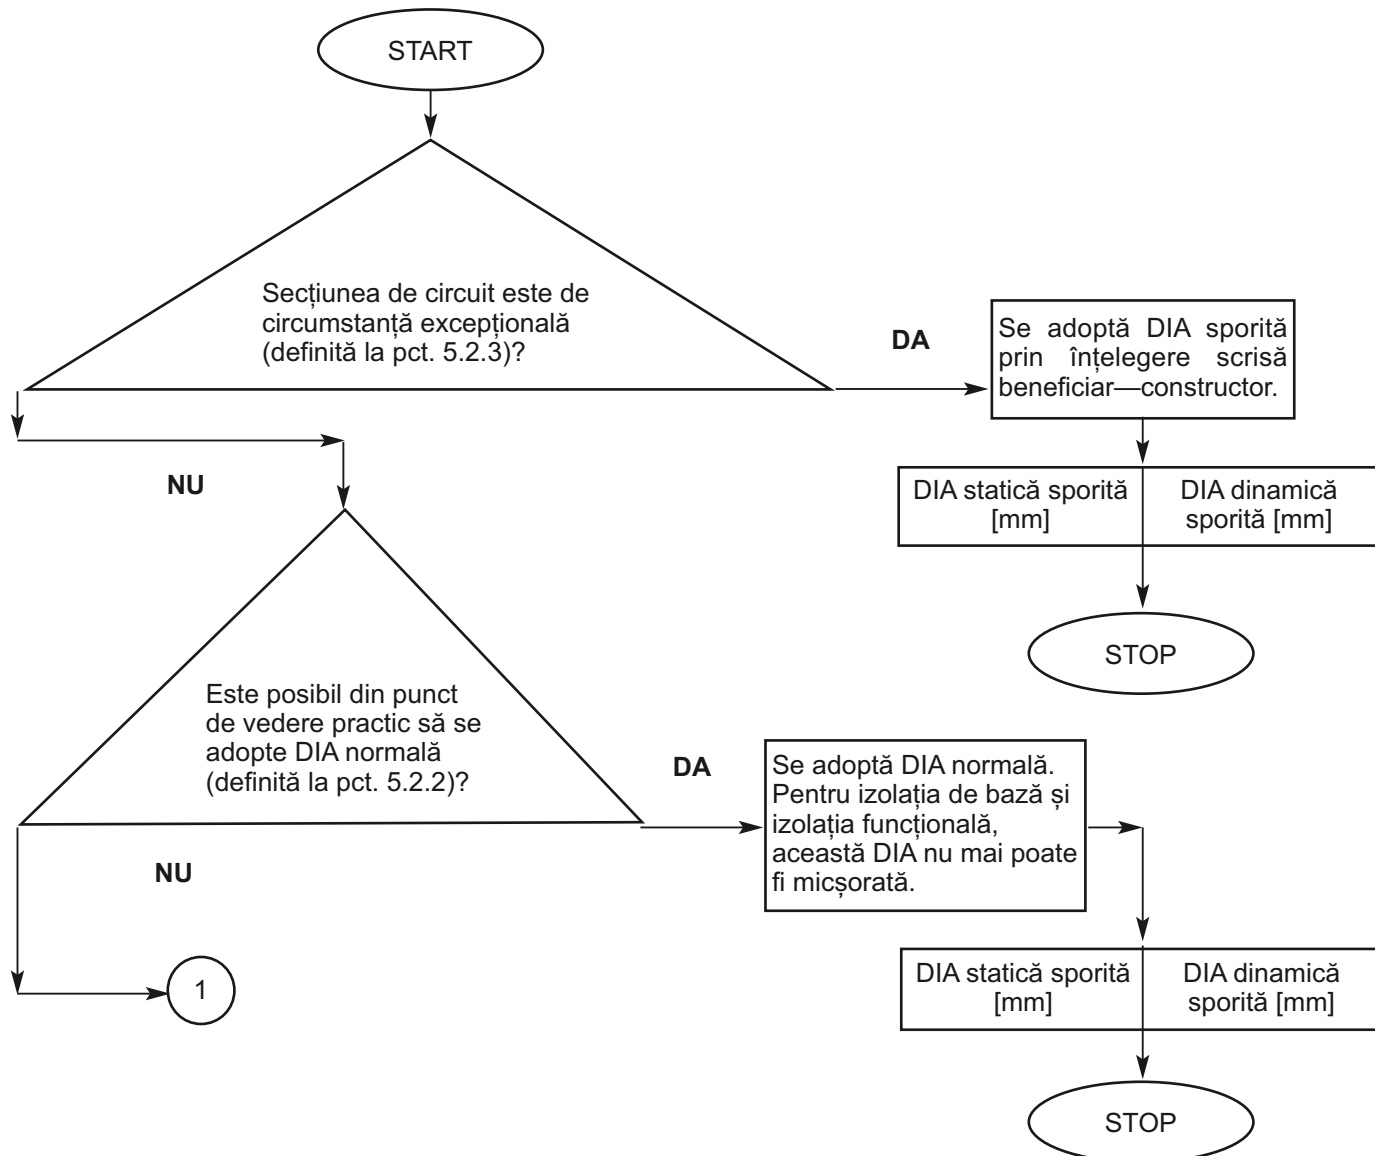 START
Secțiunea de circuit este de
circumstanță excepțională
(definită la pct. 5.2.3)?
DA
Se adoptă DIA sporită
prin înțelegere scrisă
beneficiar—constructor.
NU
DIA statică sporită
[mm]
DIA dinamică
sporită [mm]
STOP
Este posibil din punct
de vedere practic să se
adopte DIA normală
(definită la pct. 5.2.2)?
DA
Se adoptă DIA normală.
Pentru izolația de bază și
izolația funcțională,
această DIA nu mai poate
fi micșorată.
NU
1
DIA statică sporită
[mm]
DIA dinamică
sporită [mm]
STOP